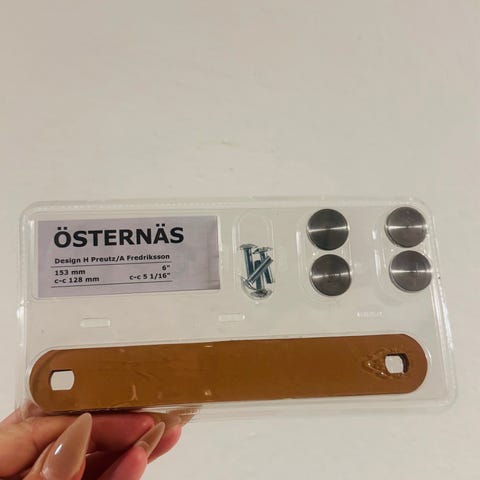 ÖSTERNÄS
Design H Preutz/A Fredriksson
153 mm 6"
c-c 128 mm c-c 5 1/16"